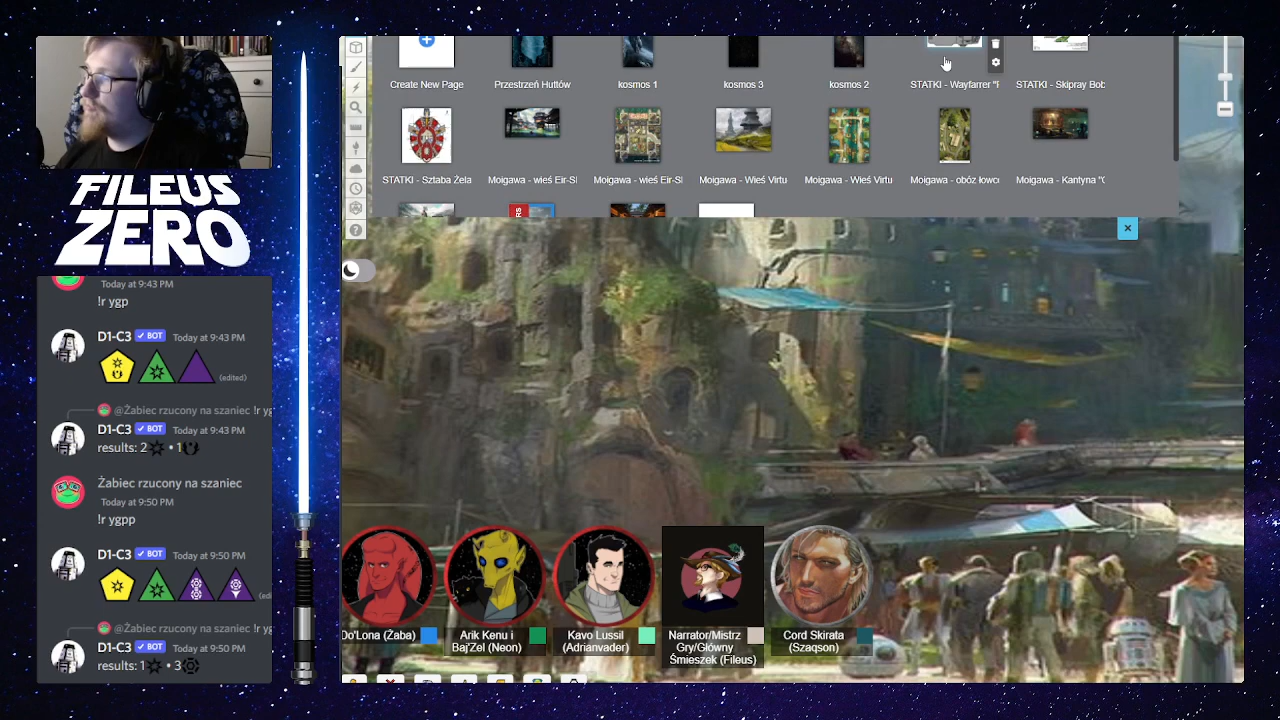 Create New Page
Przestrzeń Huttów
kosmos 1
kosmos 3
kosmos 2
STATKI - Wayfarrer "F
STATKI - Skipray Bob
STATKI - Sztaba Żela
Moigawa - wieś Eir-Sl
Moigawa - wieś Eir-Sl
Moigawa - Wieś Virtu
Moigawa - Wieś Virtu
Moigawa - obóz łowc
Moigawa - Kantyna "C
FILEUS
ZERO
Today at 9:43 PM
!r ygp
D1-C3 ✓ BOT Today at 9:43 PM
(edited)
@Żabiec rzucony na szaniec !r yg
D1-C3 ✓ BOT Today at 9:43 PM
results: 2 • 1
Żabiec rzucony na szaniec
Today at 9:50 PM
!r ygpp
D1-C3 ✓ BOT Today at 9:50 PM
(edi
@Żabiec rzucony na szaniec !r yg
D1-C3 ✓ BOT Today at 9:50 PM
results: 1 • 3
Do'Lona (Żaba)
Arik Kenu i
Baj'Zel (Neon)
Kavo Lussil
(Adrianvader)
Narrator/Mistrz
Gry/Główny
Śmieszek (Fileus)
Cord Skirata
(Szaqson)